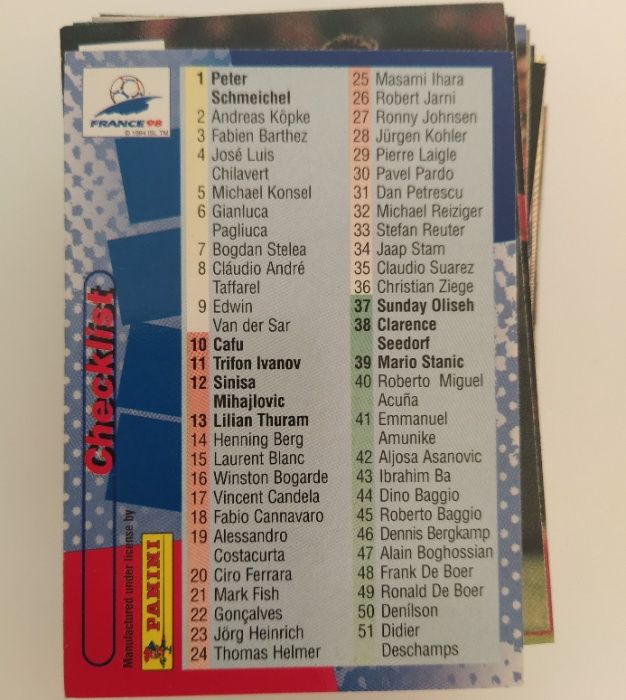 FRANCE 98
© 1994 ISL TM
Checklist
Manufactured under license by
PANINI
1 Peter
Schmeichel
2 Andreas Köpke
3 Fabien Barthez
4 José Luis
Chilavert
5 Michael Konsel
6 Gianluca
Pagliuca
7 Bogdan Stelea
8 Cláudio André
Taffarel
9 Edwin
Van der Sar
10 Cafu
11 Trifon Ivanov
12 Sinisa
Mihajlovic
13 Lilian Thuram
14 Henning Berg
15 Laurent Blanc
16 Winston Bogarde
17 Vincent Candela
18 Fabio Cannavaro
19 Alessandro
Costacurta
20 Ciro Ferrara
21 Mark Fish
22 Gonçalves
23 Jörg Heinrich
24 Thomas Helmer
25 Masami Ihara
26 Robert Jarni
27 Ronny Johnsen
28 Jürgen Kohler
29 Pierre Laigle
30 Pavel Pardo
31 Dan Petrescu
32 Michael Reiziger
33 Stefan Reuter
34 Jaap Stam
35 Claudio Suarez
36 Christian Ziege
37 Sunday Oliseh
38 Clarence
Seedorf
39 Mario Stanic
40 Roberto Miguel
Acuña
41 Emmanuel
Amunike
42 Aljosa Asanovic
43 Ibrahim Ba
44 Dino Baggio
45 Roberto Baggio
46 Dennis Bergkamp
47 Alain Boghossian
48 Frank De Boer
49 Ronald De Boer
50 Denílson
51 Didier
Deschamps